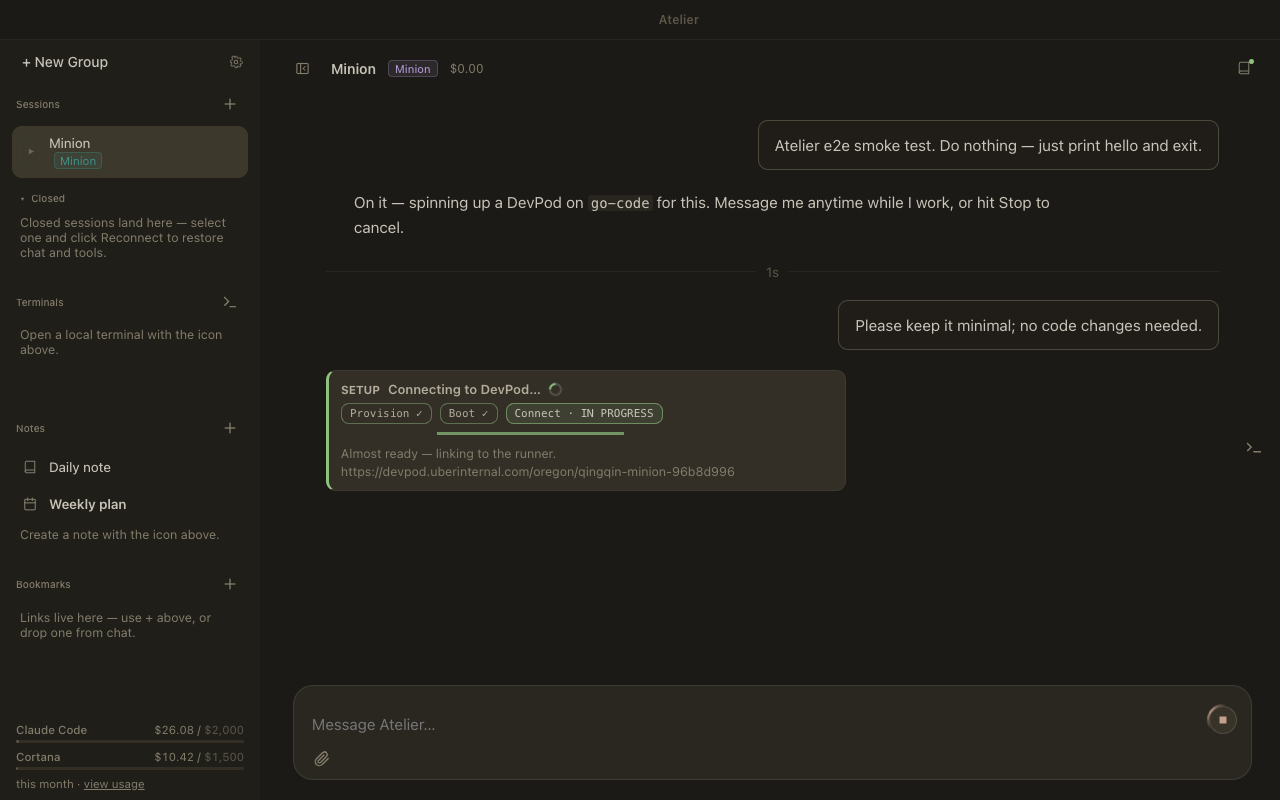 Atelier
+ New Group
Sessions
Minion
Minion
Closed
Closed sessions land here — select
one and click Reconnect to restore
chat and tools.
Terminals
Open a local terminal with the icon
above.
Notes
Daily note
Weekly plan
Create a note with the icon above.
Bookmarks
Links live here — use + above, or
drop one from chat.
Claude Code $26.08 / $2,000
Cortana $10.42 / $1,500
this month · view usage
Minion Minion $0.00
Atelier e2e smoke test. Do nothing — just print hello and exit.
On it — spinning up a DevPod on go-code for this. Message me anytime while I work, or hit Stop to
cancel.
1s
Please keep it minimal; no code changes needed.
SETUP Connecting to DevPod...
Provision ✓ Boot ✓ Connect · IN PROGRESS
Almost ready — linking to the runner.
https://devpod.uberinternal.com/oregon/qingqin-minion-96b8d996
Message Atelier...